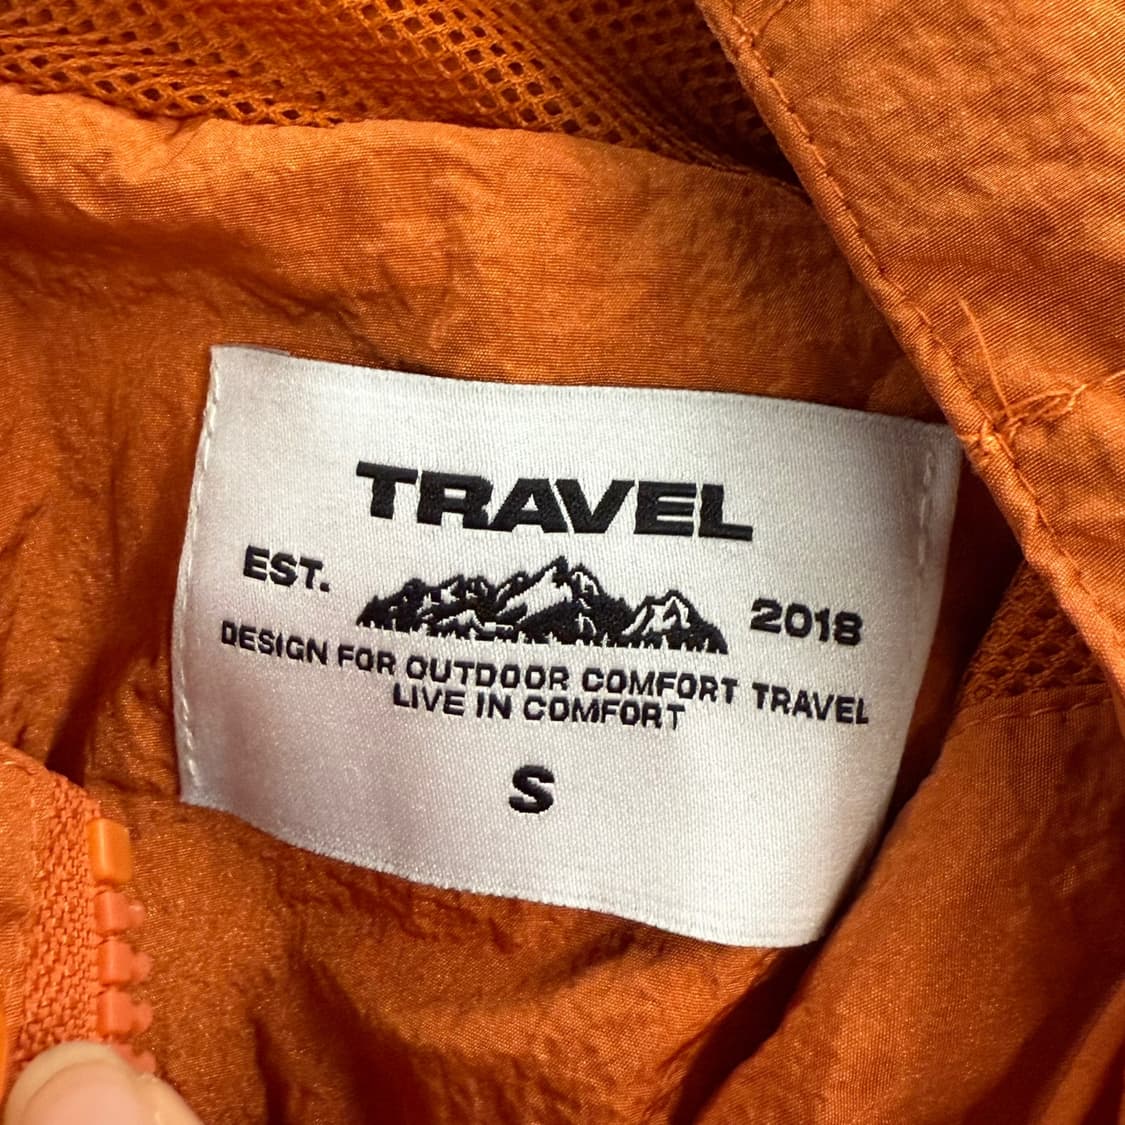 TRAVEL
EST. 2018
DESIGN FOR OUTDOOR COMFORT TRAVEL
LIVE IN COMFORT
S